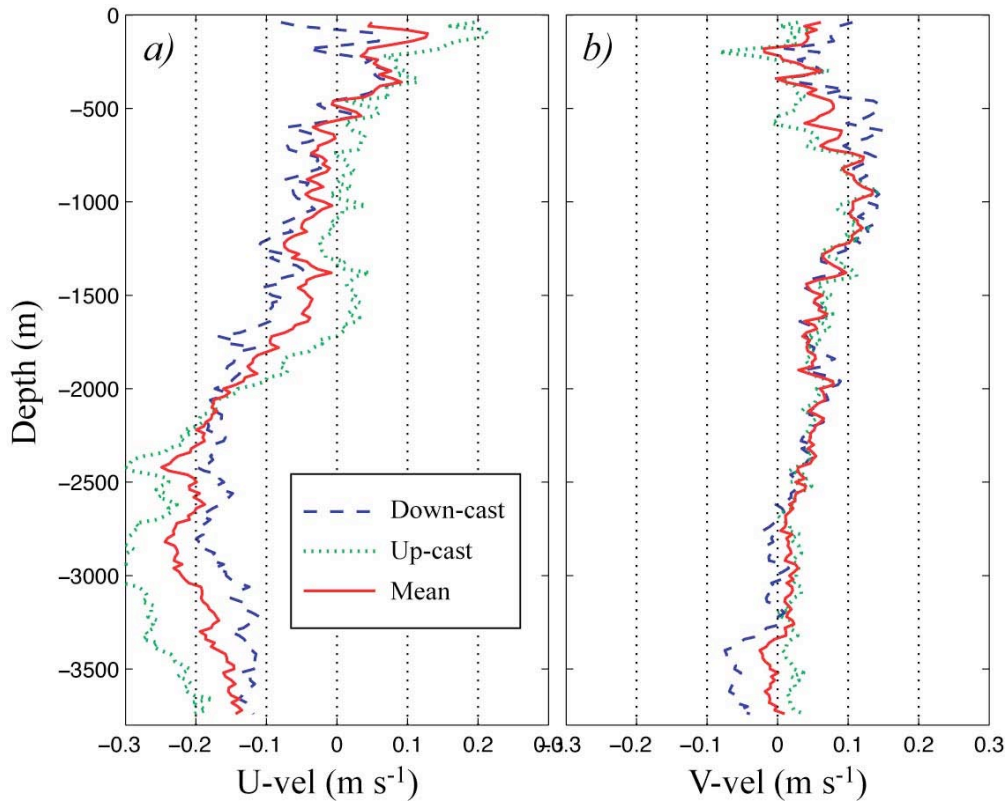 a)
b)
0
−500
−1000
−1500
−2000
−2500
−3000
−3500
Depth (m)
Down-cast
Up-cast
Mean
−0.3 −0.2 −0.1 0 0.1 0.2
−0.3 −0.2 −0.1 0 0.1 0.2 0.3
U-vel (m s-1)
V-vel (m s-1)